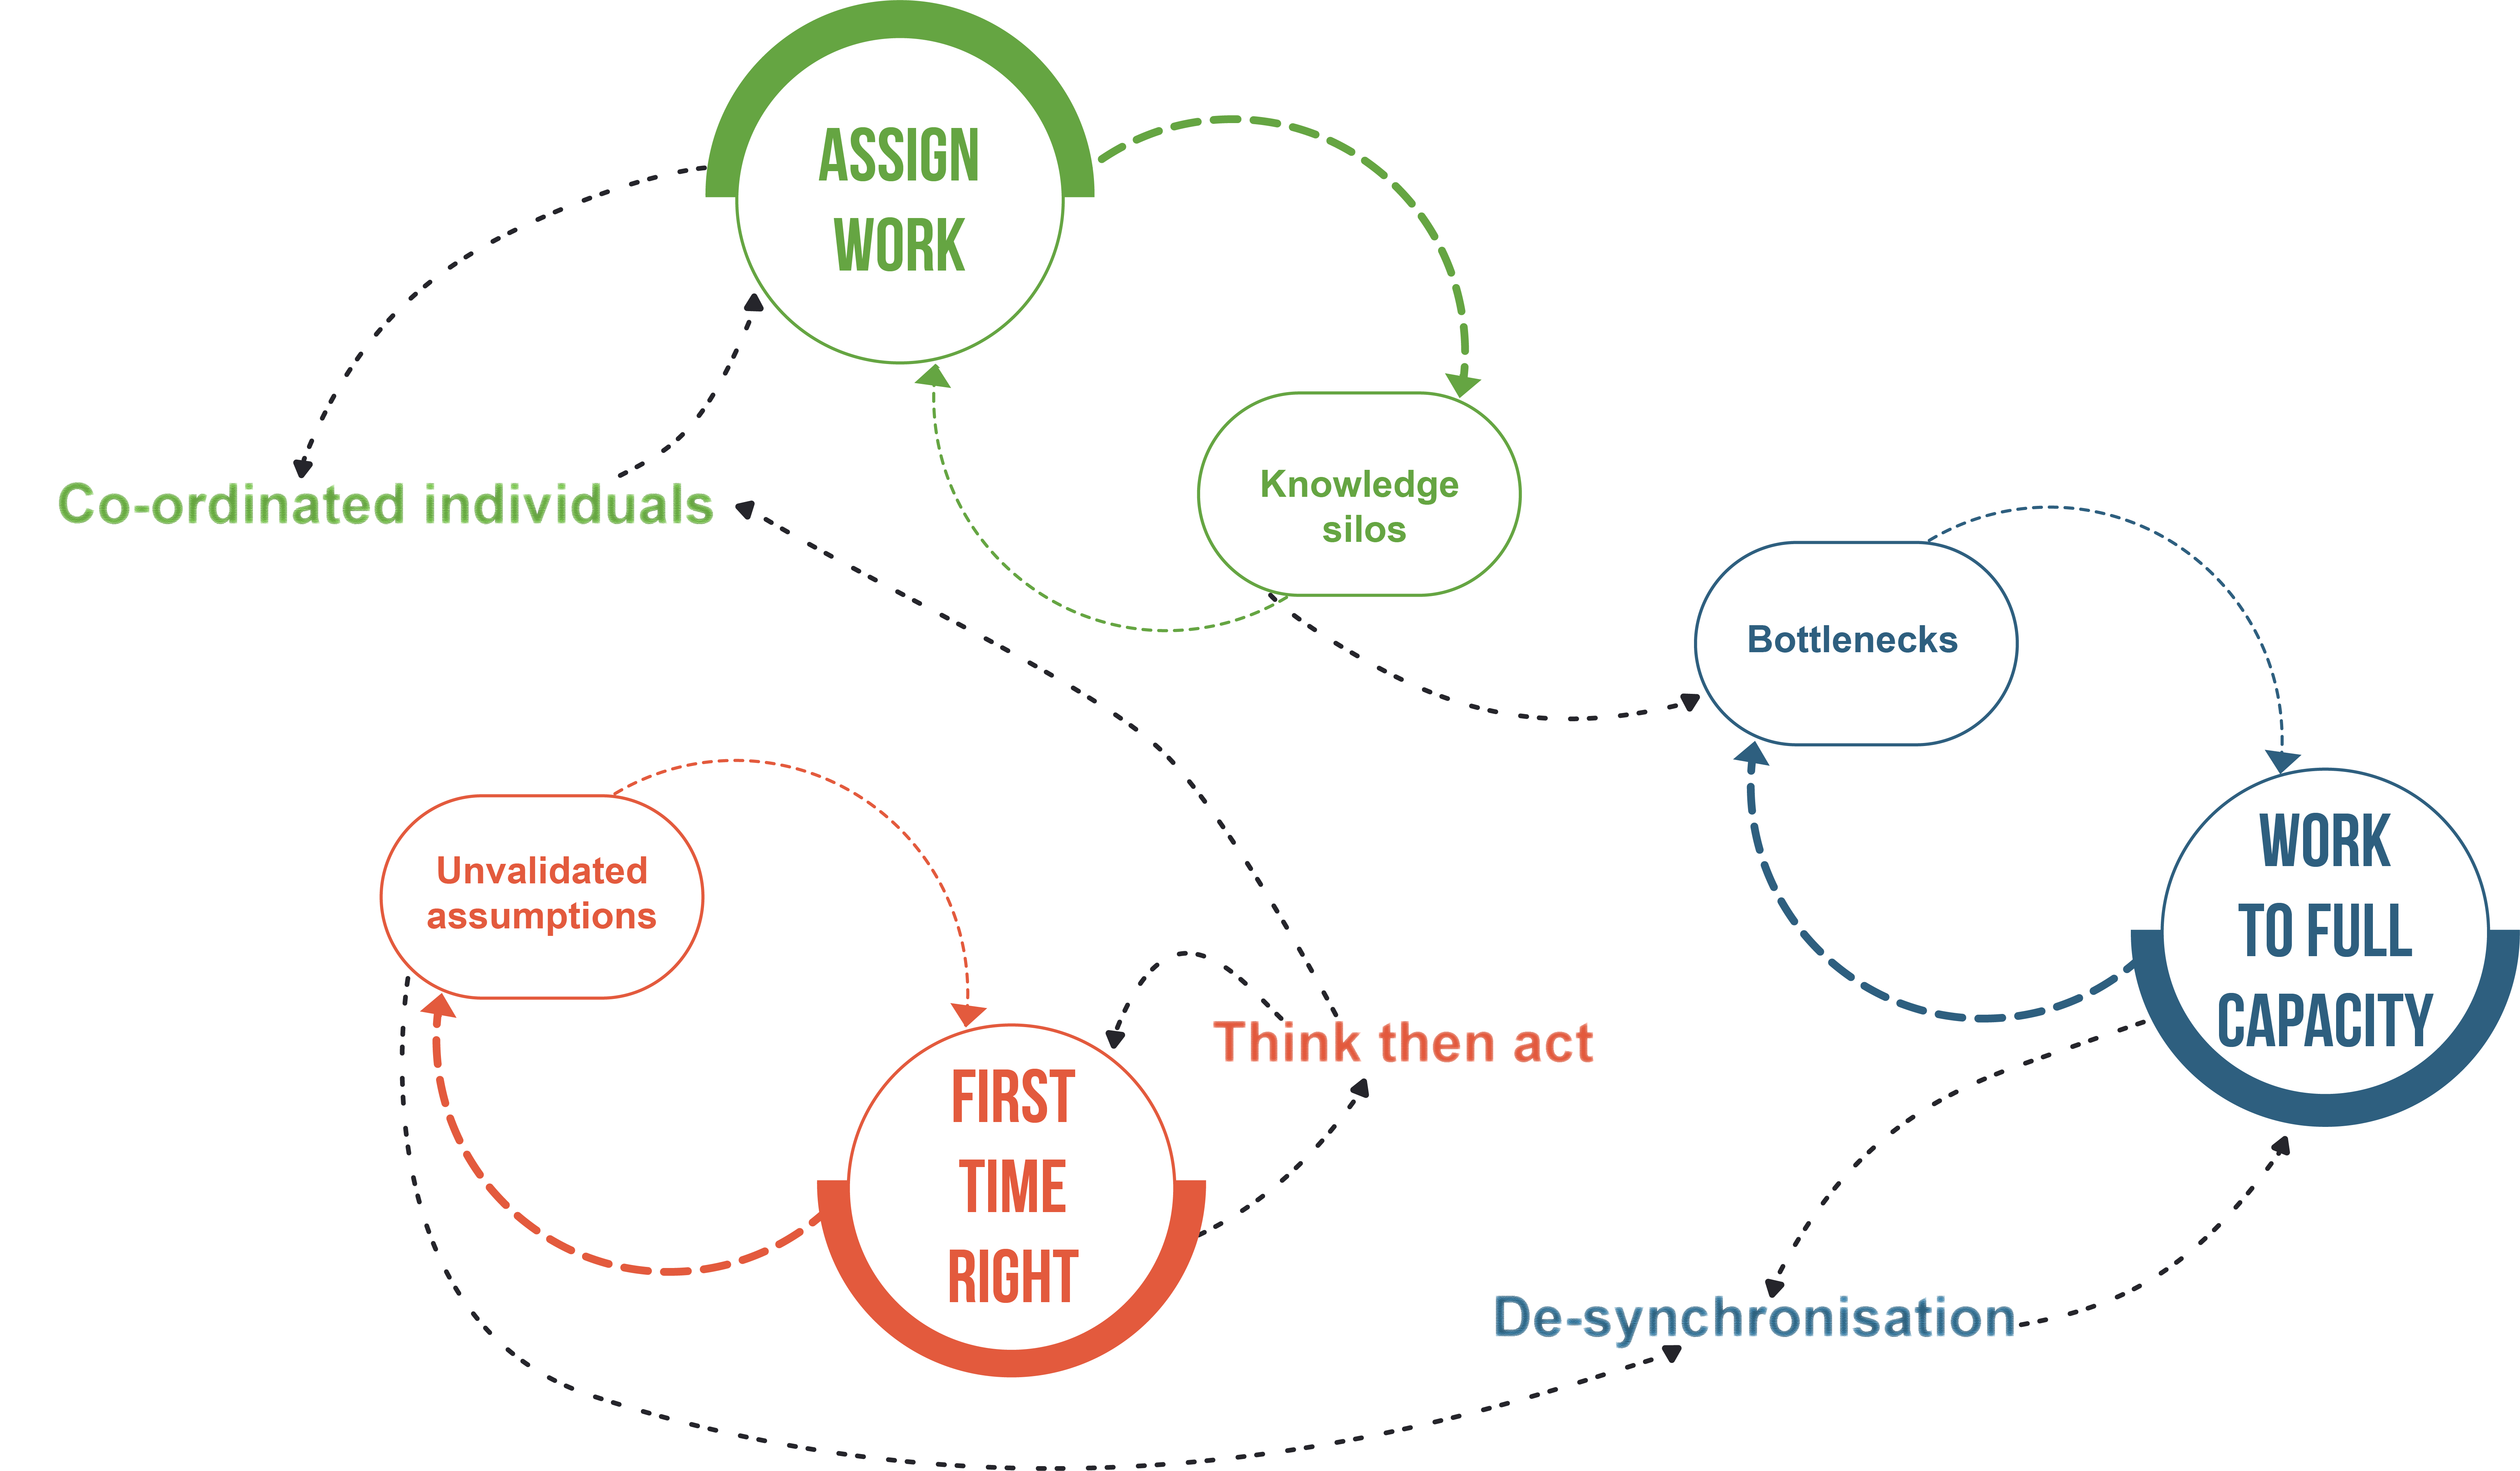 ASSIGN
WORK
Co-ordinated individuals
Knowledge
silos
Bottlenecks
Unvalidated
assumptions
WORK
TO FULL
CAPACITY
Think then act
FIRST
TIME
RIGHT
De-synchronisation